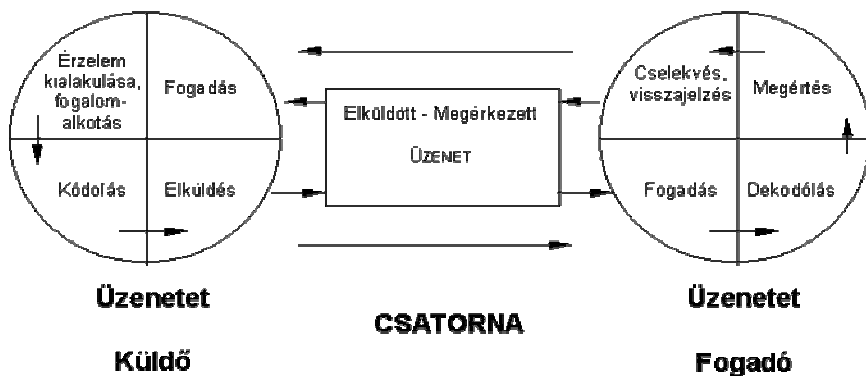 Érzelem
kialakulása,
fogalom-
alkotás
Fogadás
Kódolás
Elküldés
Elküldött - Megérkezett
ÜZENET
Cselekvés,
visszajelzés
Megértés
Fogadás
Dekódólás
Üzenetet
Küldő
CSATORNA
Üzenetet
Fogadó